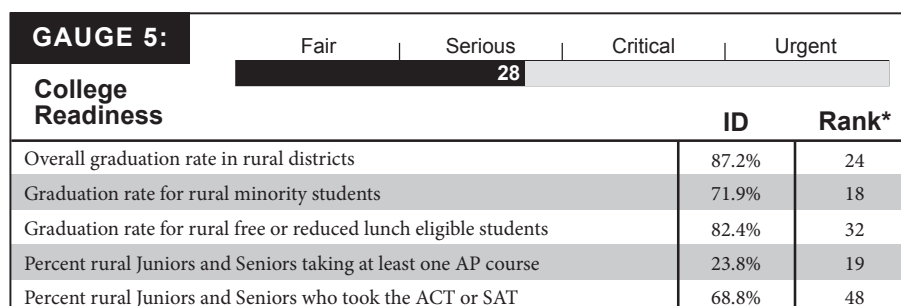 GAUGE 5:
Fair Serious Critical Urgent
28
College
Readiness
ID Rank*
Overall graduation rate in rural districts 87.2% 24
Graduation rate for rural minority students 71.9% 18
Graduation rate for rural free or reduced lunch eligible students 82.4% 32
Percent rural Juniors and Seniors taking at least one AP course 23.8% 19
Percent rural Juniors and Seniors who took the ACT or SAT 68.8% 48